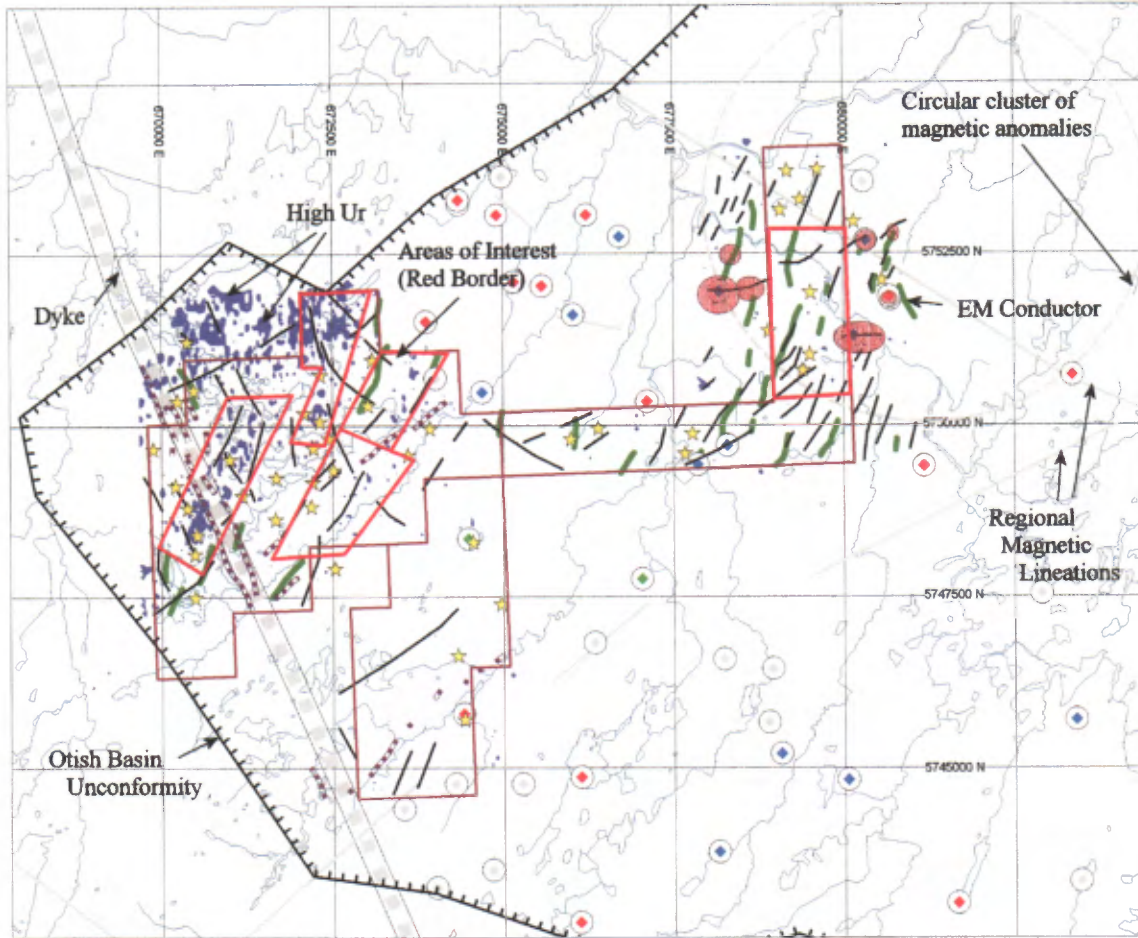 670000 E
672500 E
675000 E
677500 E
680000 E
Circular cluster of
magnetic anomalies
High Ur
Areas of Interest
(Red Border)
5752500 N
Dyke
EM Conductor
5750000 N
Regional
Magnetic
Lineations
5747500 N
Otish Basin
Unconformity
5745000 N